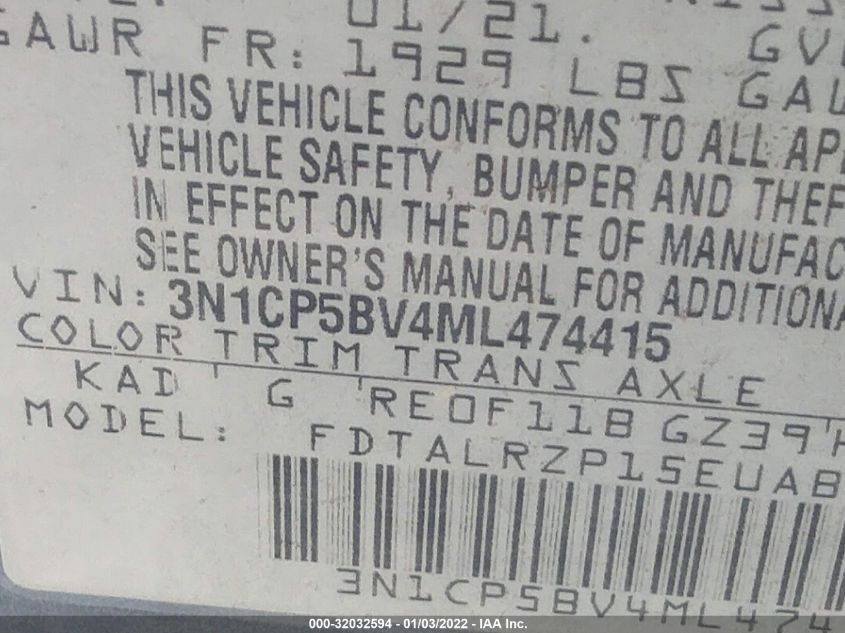 01/21. GV
GAWR FR: 1929 LBS GAW
THIS VEHICLE CONFORMS TO ALL AP
VEHICLE SAFETY, BUMPER AND THEF
IN EFFECT ON THE DATE OF MANUFAC
SEE OWNER'S MANUAL FOR ADDITIONA
VIN: 3N1CP5BV4ML474415
COLOR TRIM TRANS AXLE
KAD G RE0F11B GZ39
MODEL: FDTALRZP15EUAB
3N1CP5BV4ML474
000-32032594 - 01/03/2022 - IAA Inc.